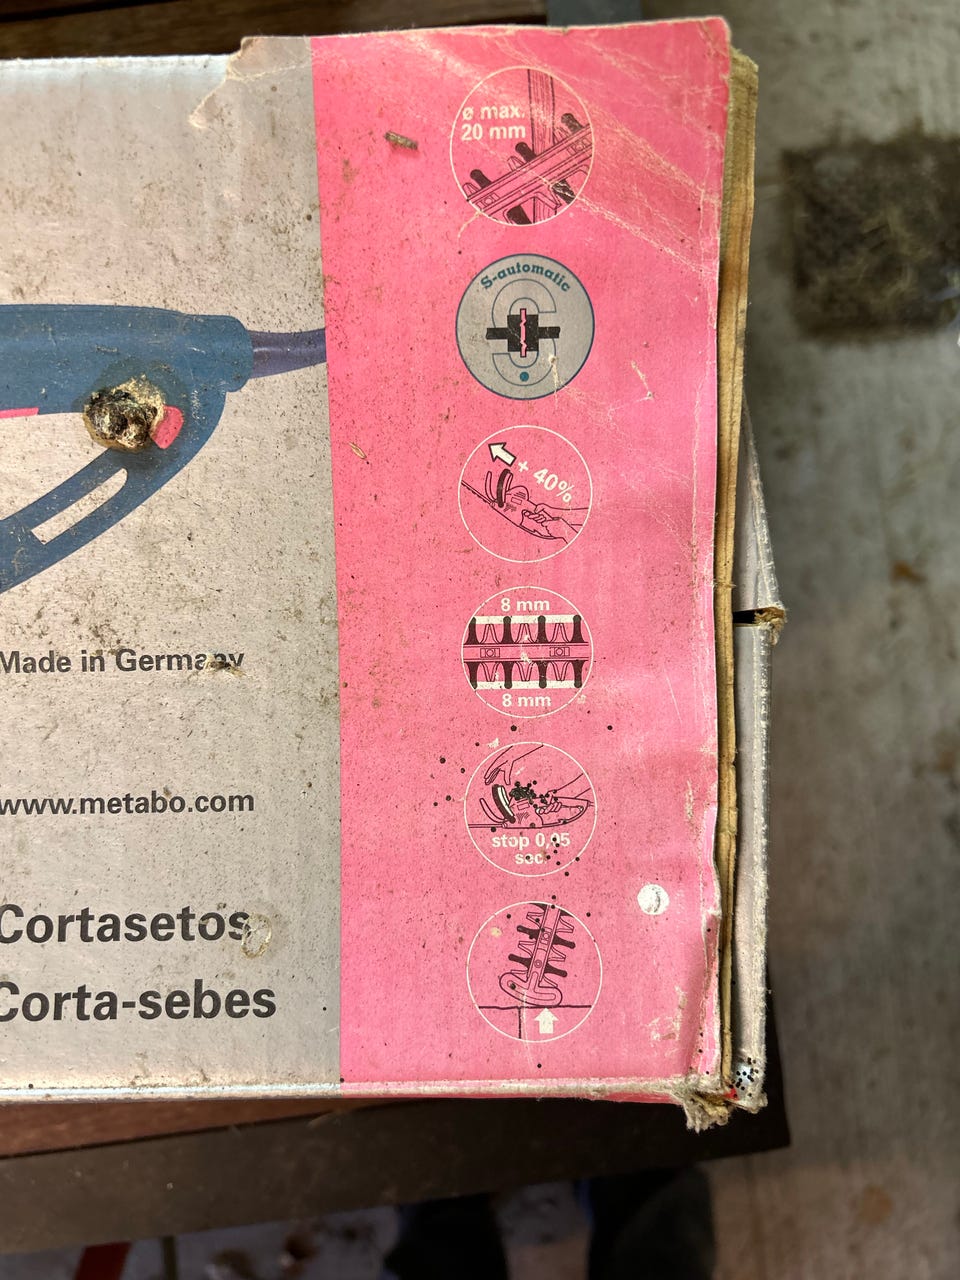 ø max.
20 mm
S-automatic
+ 40%
8 mm
8 mm
stop 0,05
sec.
Made in Germany
www.metabo.com
Cortasetos
Corta-sebes